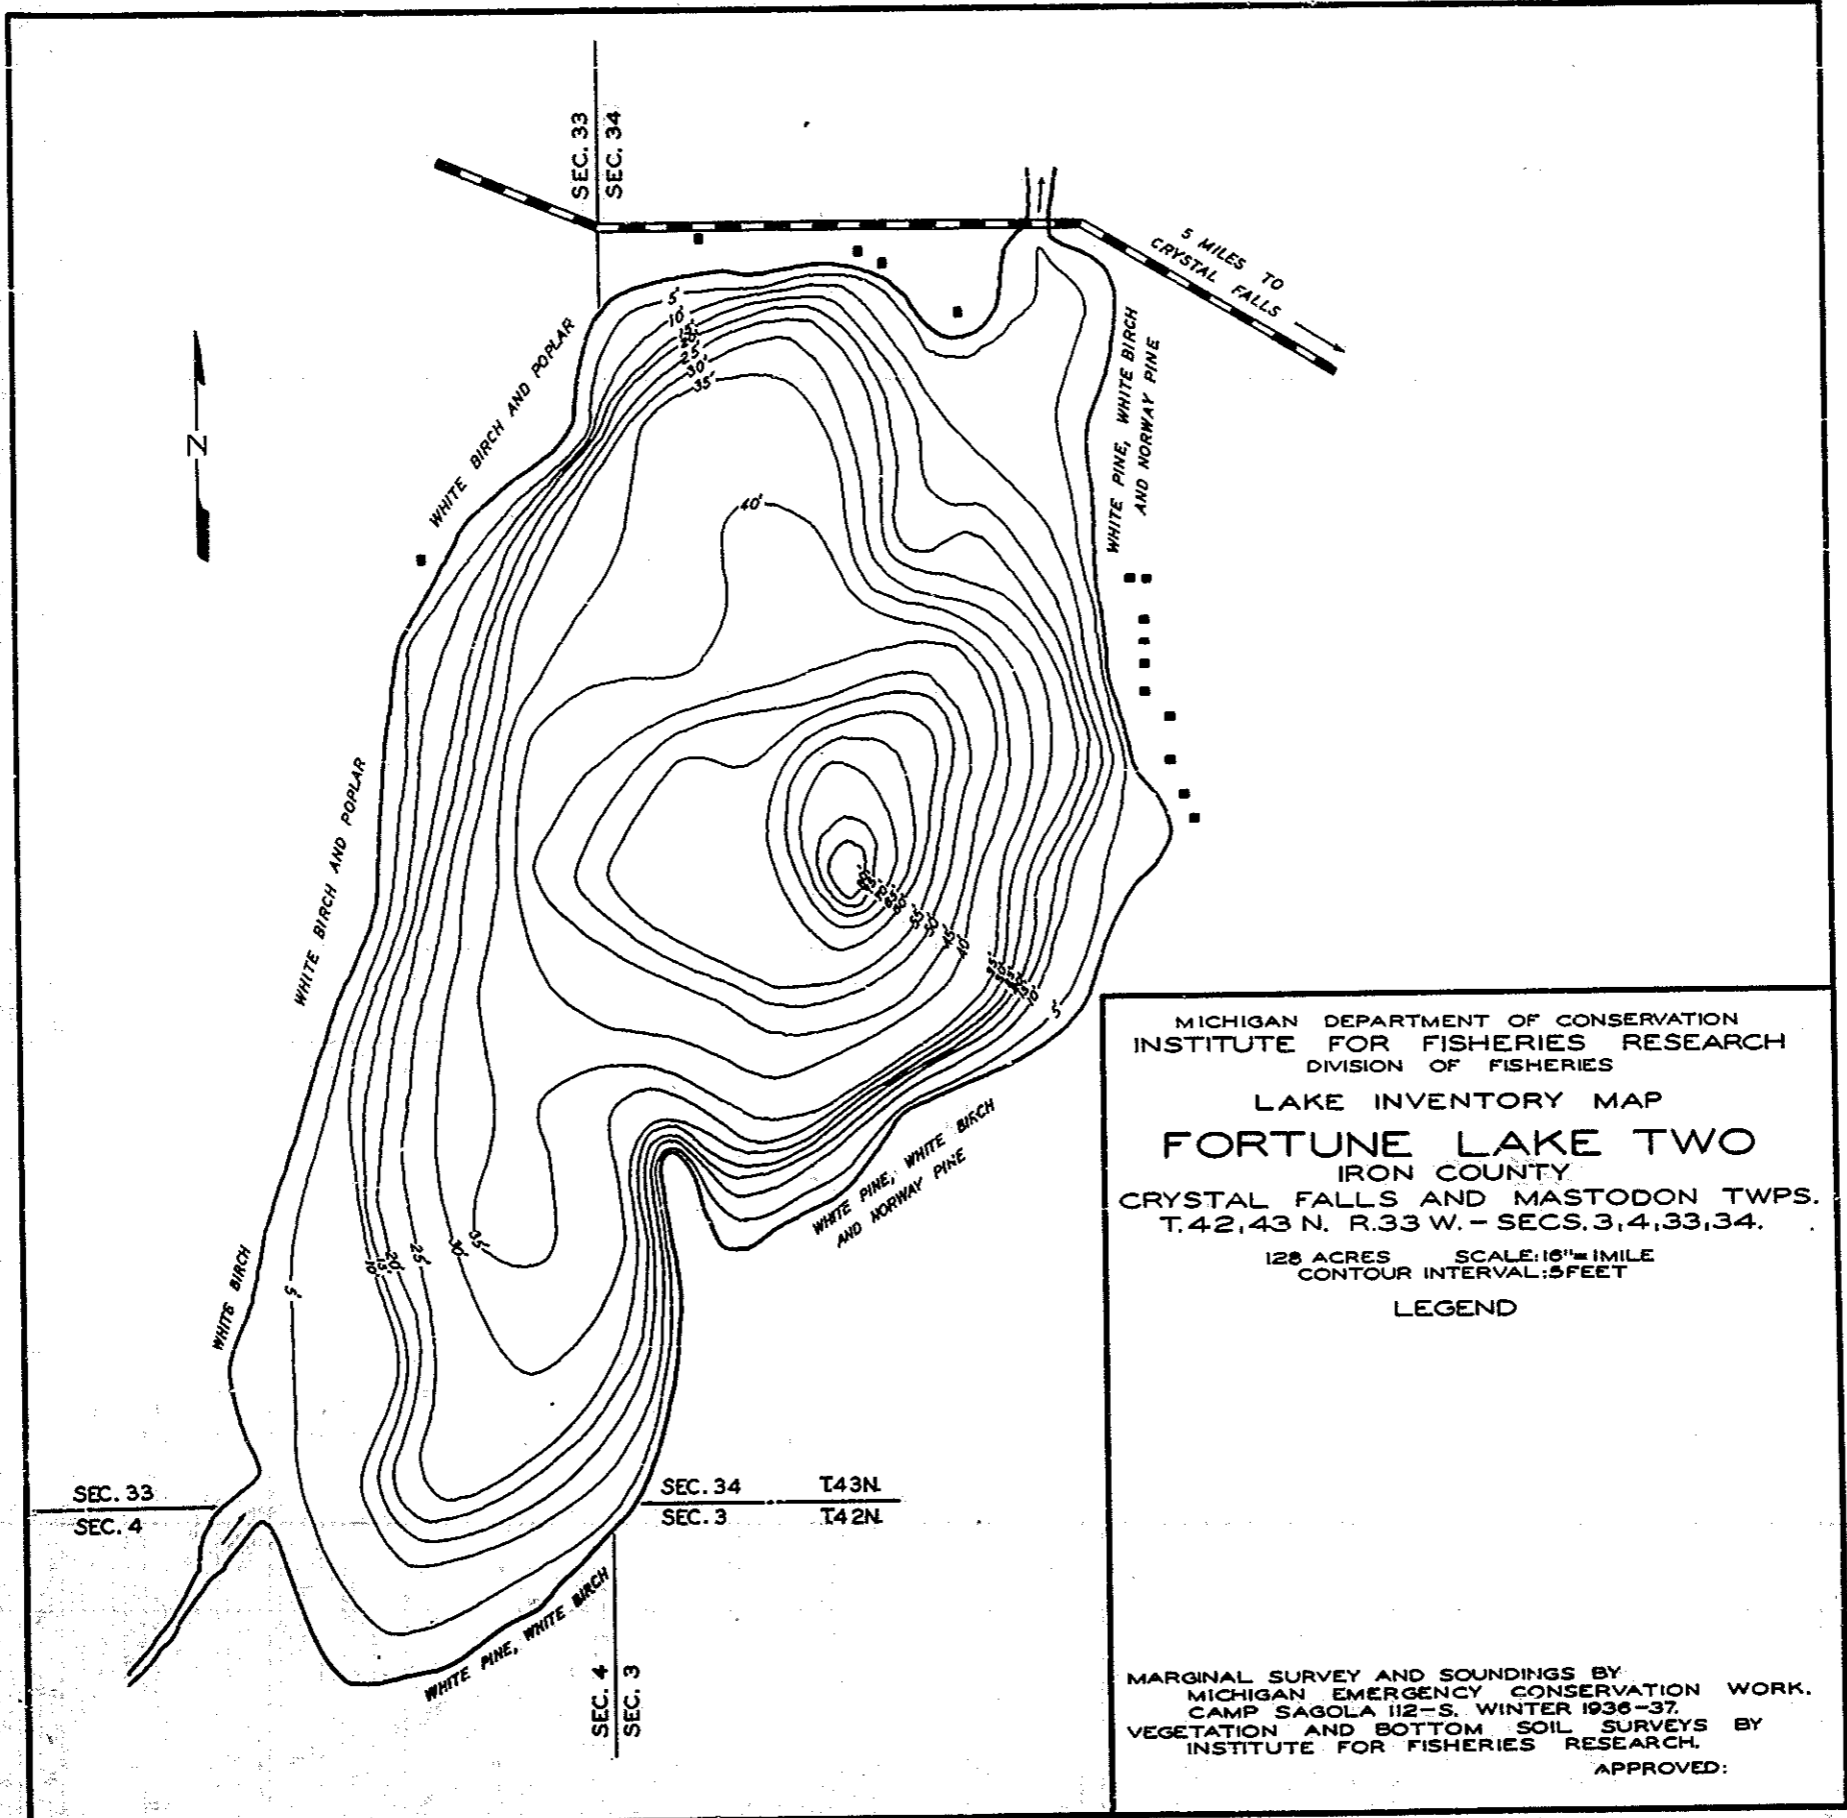 SEC. 33
SEC. 34
5 MILES TO
CRYSTAL FALLS
5'
10'
15'
20'
25'
30'
35'
WHITE BIRCH AND POPLAR
WHITE PINE, WHITE BIRCH
AND NORWAY PINE
N
40'
WHITE BIRCH AND POPLAR
55'
50'
45'
40'
10'
5'
WHITE PINE, WHITE BIRCH
AND NORWAY PINE
WHITE BIRCH
5'
10'
15'
20'
25'
30'
35'
SEC. 33
SEC. 4
SEC. 34 T.43N.
SEC. 3 T.42N.
WHITE PINE, WHITE BIRCH
SEC. 4
SEC. 3
MICHIGAN DEPARTMENT OF CONSERVATION
INSTITUTE FOR FISHERIES RESEARCH
DIVISION OF FISHERIES
LAKE INVENTORY MAP
FORTUNE LAKE TWO
IRON COUNTY
CRYSTAL FALLS AND MASTODON TWPS.
T.42,43 N. R.33 W. - SECS. 3,4,33,34.
128 ACRES SCALE: 16"=1MILE
CONTOUR INTERVAL: 5FEET
LEGEND
MARGINAL SURVEY AND SOUNDINGS BY
MICHIGAN EMERGENCY CONSERVATION WORK.
CAMP SAGOLA 112-S. WINTER 1936-37.
VEGETATION AND BOTTOM SOIL SURVEYS BY
INSTITUTE FOR FISHERIES RESEARCH.
APPROVED: